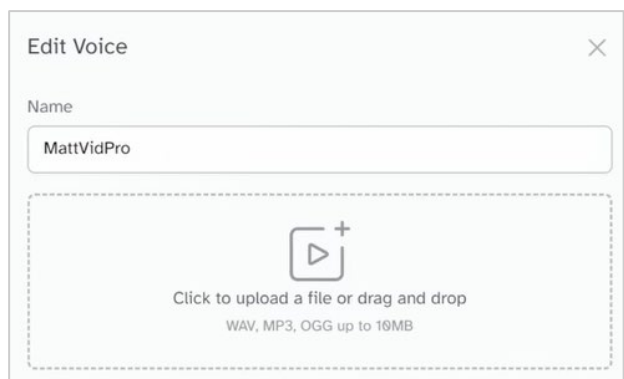 Edit Voice
Name
MattVidPro
Click to upload a file or drag and drop
WAV, MP3, OGG up to 10MB